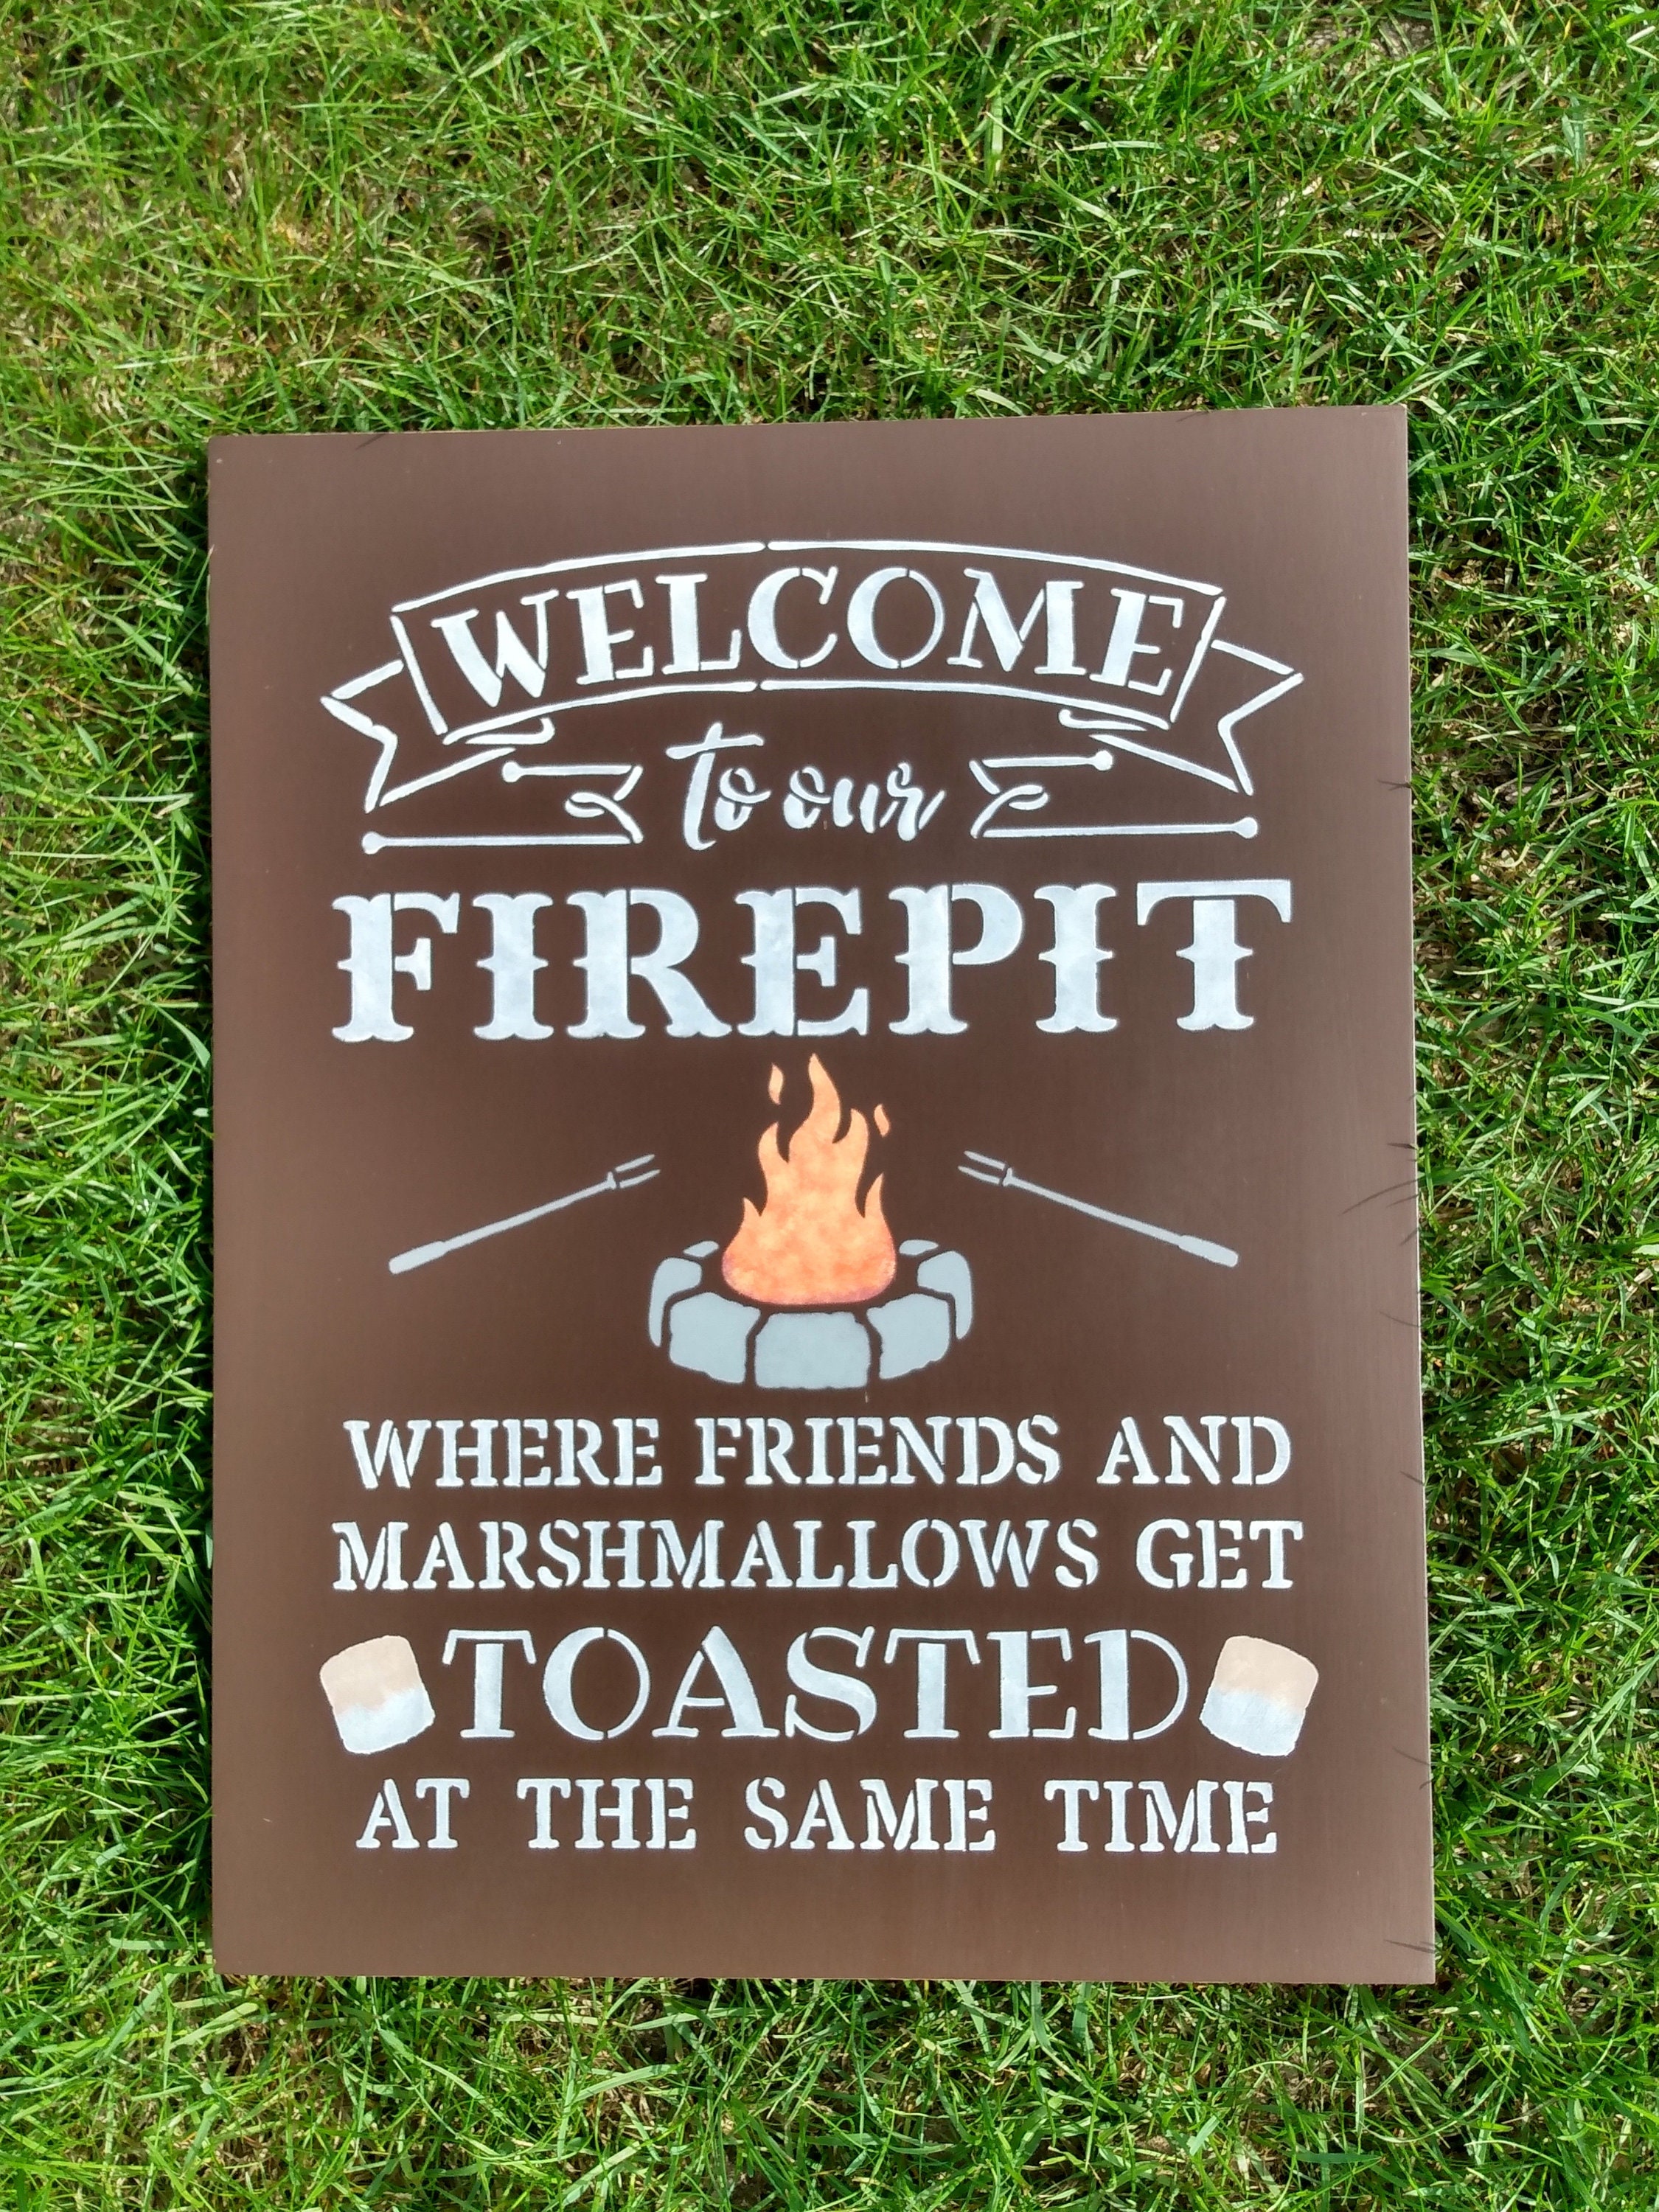 WELCOME
to our
FIREPIT
WHERE FRIENDS AND
MARSHMALLOWS GET
TOASTED
AT THE SAME TIME